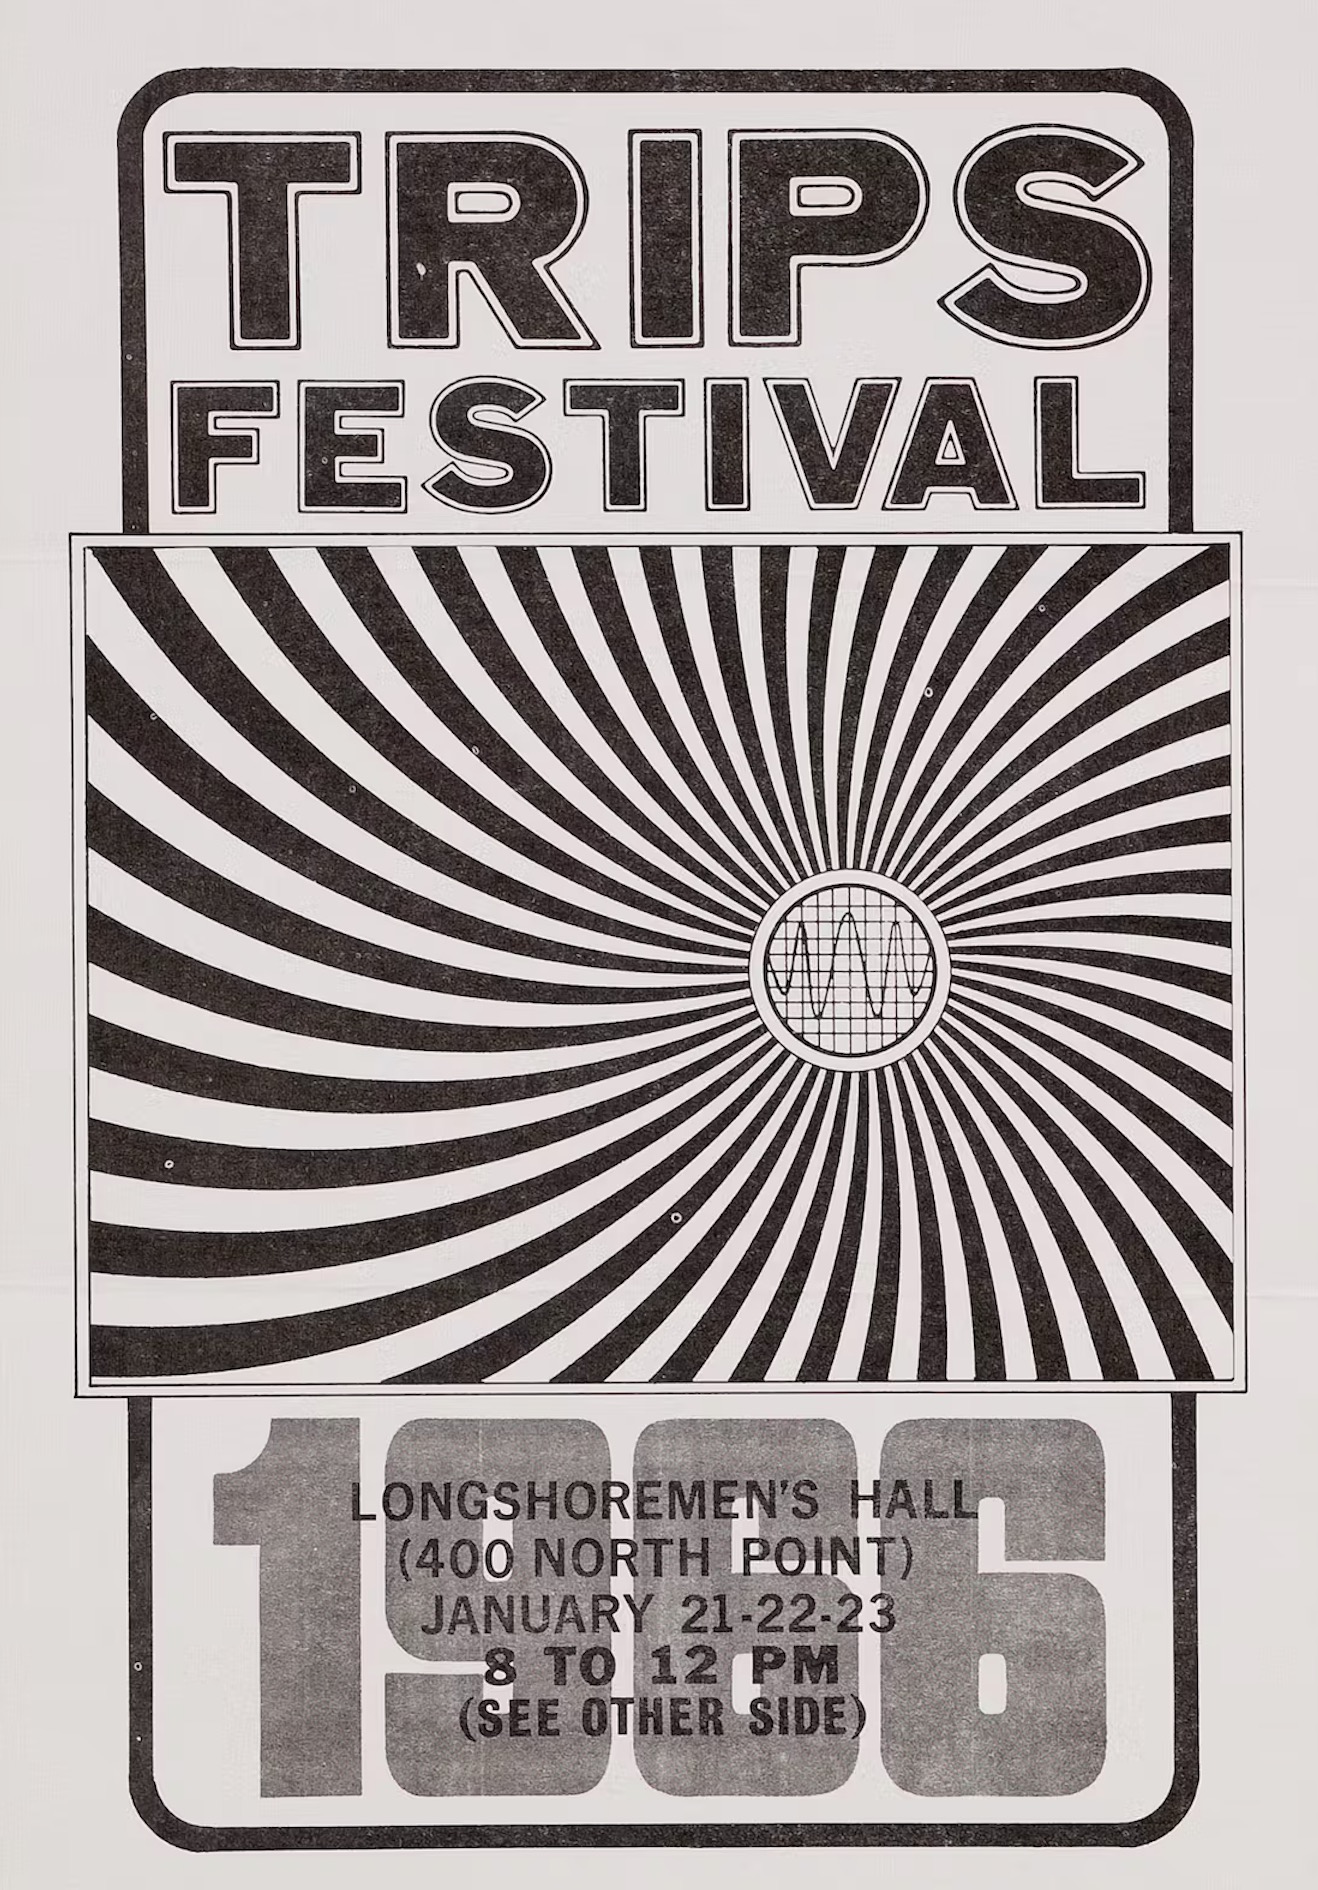 TRIPS
FESTIVAL
1966
LONGSHOREMEN'S HALL
(400 NORTH POINT)
JANUARY 21-22-23
8 TO 12 PM
(SEE OTHER SIDE)